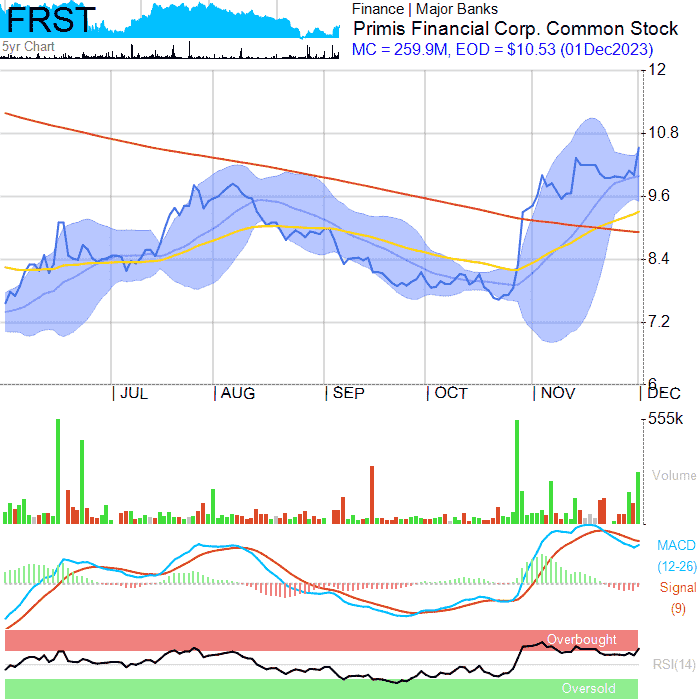 FRST
5yr Chart
Finance | Major Banks
Primis Financial Corp. Common Stock
MC = 259.9M, EOD = $10.53 (01Dec2023)
12
10.8
9.6
8.4
7.2
6
JUL AUG SEP OCT NOV DEC
555k
Volume
MACD
(12-26)
Signal
(9)
Overbought
RSI(14)
Oversold